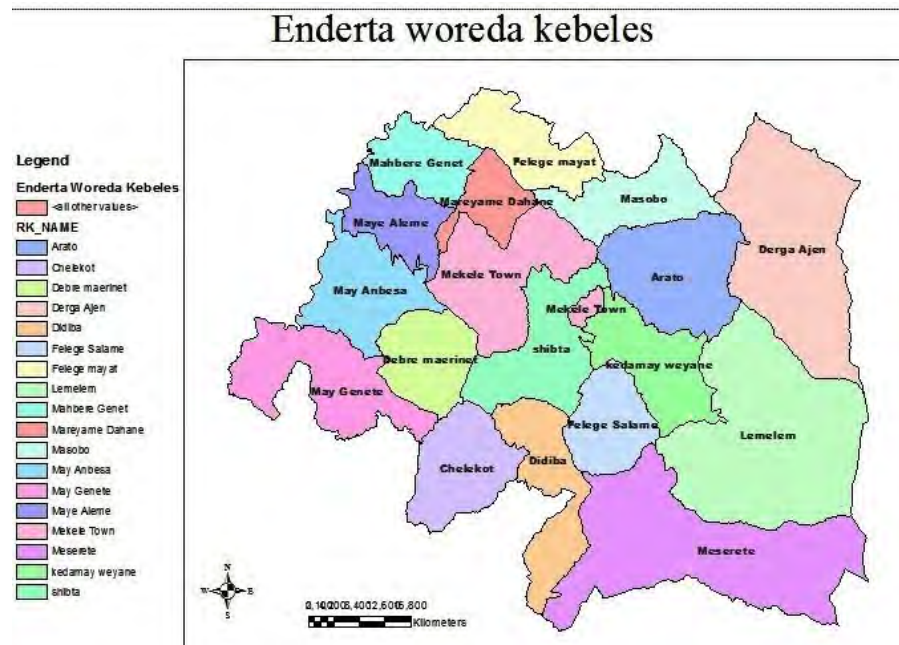 Enderta woreda kebeles
Legend
Enderta Woreda Kebeles
<all other values>
RK_NAME
Arato
Chelekot
Debre maerinet
Derga Ajen
Didiba
Felege Salame
Felege mayat
Lemelem
Mahbere Genet
Mareyame Dahane
Masobo
May Anbesa
May Genete
Maye Aleme
Mekele Town
Meserete
kedamay weyane
shibta
Mahbere Genet
Felege mayat
Mareyame Dahane
Masobo
Maye Aleme
Derga Ajen
Mekele Town
Arato
May Anbesa
Mekele Town
shibta
Debre maerinet
kedamay weyane
May Genete
Felege Salame
Lemelem
Chelekot
Didiba
Meserete
N
W E
S
Kilometers